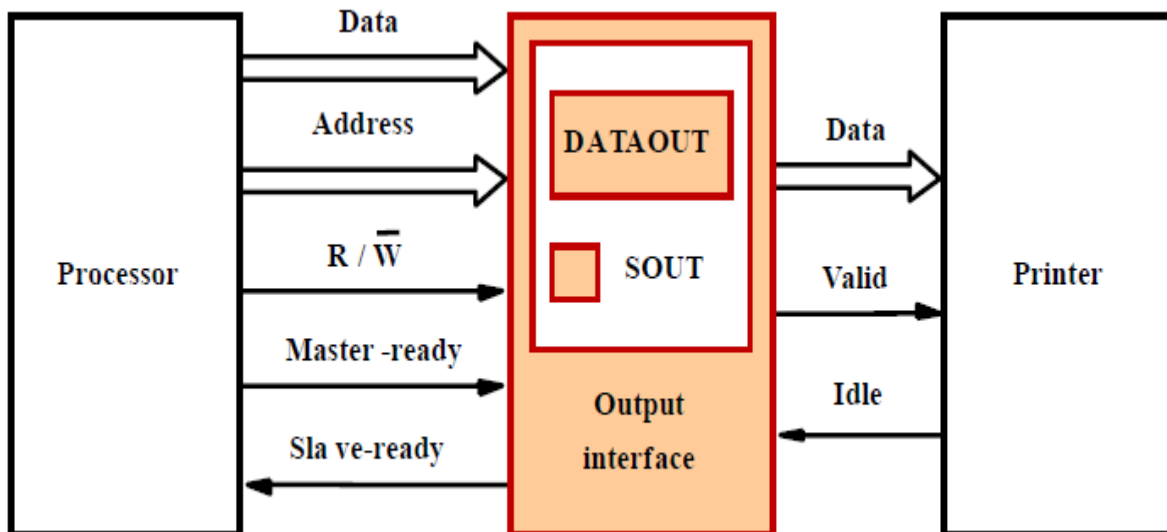 Data
Address
R / W̅
Processor
Master -ready
Sla ve-ready
DATAOUT
SOUT
Output
interface
Data
Valid
Idle
Printer